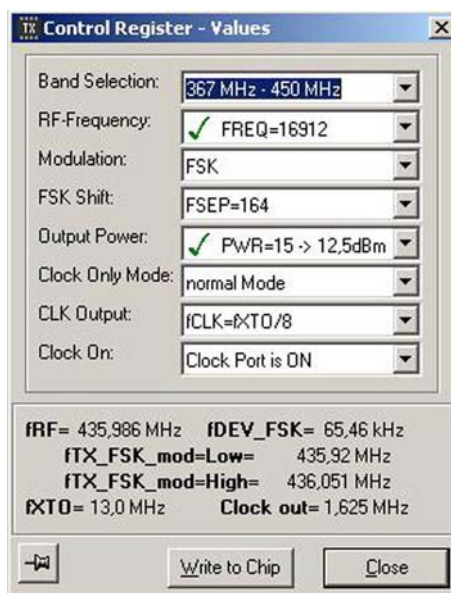 TX Control Register - Values
Band Selection: 367 MHz - 450 MHz
RF-Frequency: FREQ=16912
Modulation: FSK
FSK Shift: FSEP=164
Output Power: PWR=15 -> 12,5dBm
Clock Only Mode: normal Mode
CLK Output: fCLK=fXTO/8
Clock On: Clock Port is ON
fRF= 435,986 MHz fDEV_FSK= 65,46 kHz
fTX_FSK_mod=Low= 435,92 MHz
fTX_FSK_mod=High= 436,051 MHz
fXTO= 13,0 MHz Clock out= 1,625 MHz
Write to Chip Close